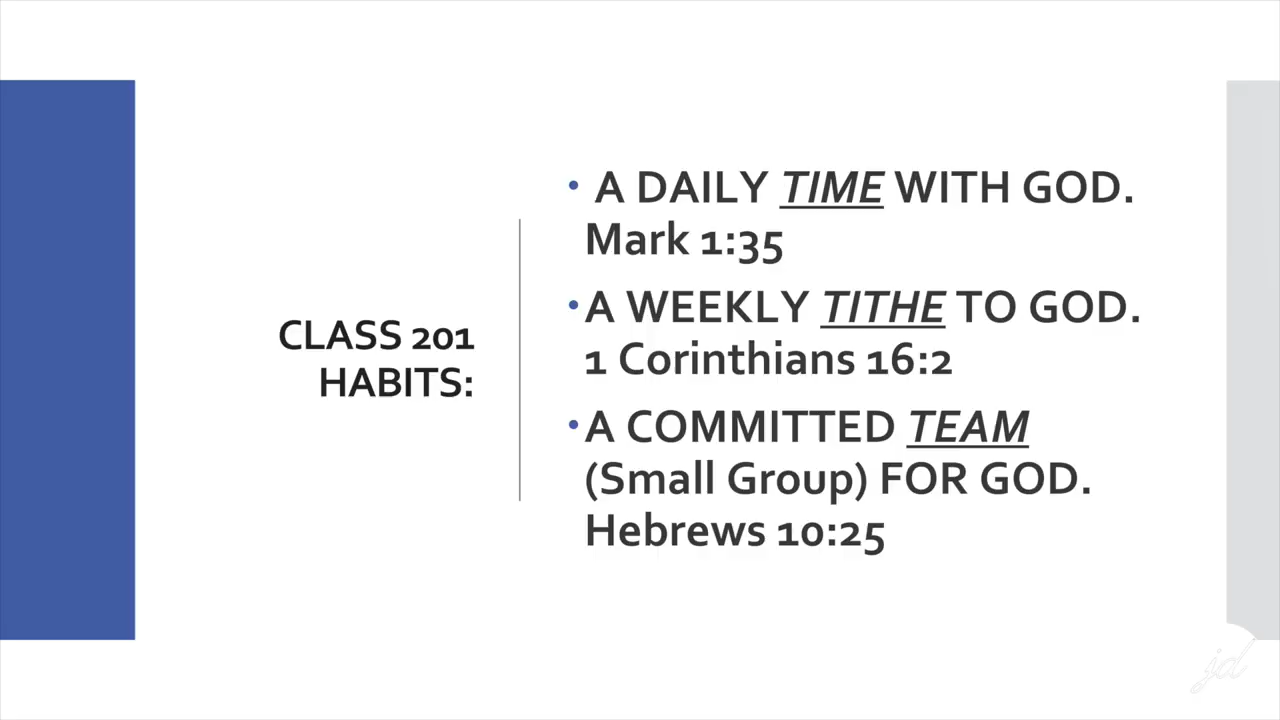 CLASS 201
HABITS:
• A DAILY TIME WITH GOD.
Mark 1:35
• A WEEKLY TITHE TO GOD.
1 Corinthians 16:2
• A COMMITTED TEAM
(Small Group) FOR GOD.
Hebrews 10:25
jd